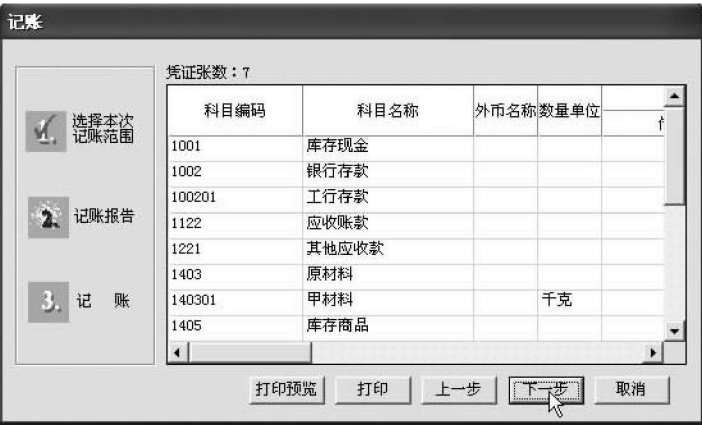 记账
凭证张数：7
1. 选择本次
记账范围
2. 记账报告
3. 记 账
科目编码 科目名称 外币名称 数量单位
1001 库存现金
1002 银行存款
100201 工行存款
1122 应收账款
1221 其他应收款
1403 原材料
140301 甲材料 千克
1405 库存商品
打印预览 打印 上一步 下一步 取消